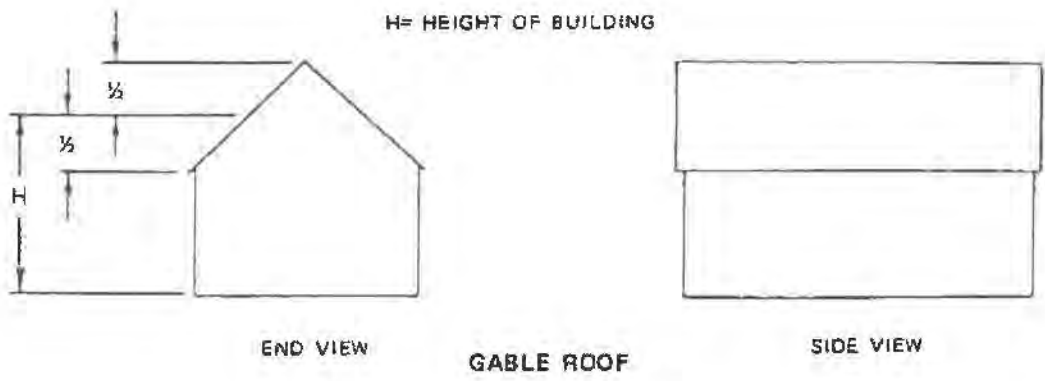 H= HEIGHT OF BUILDING
½
½
H
END VIEW
GABLE ROOF
SIDE VIEW